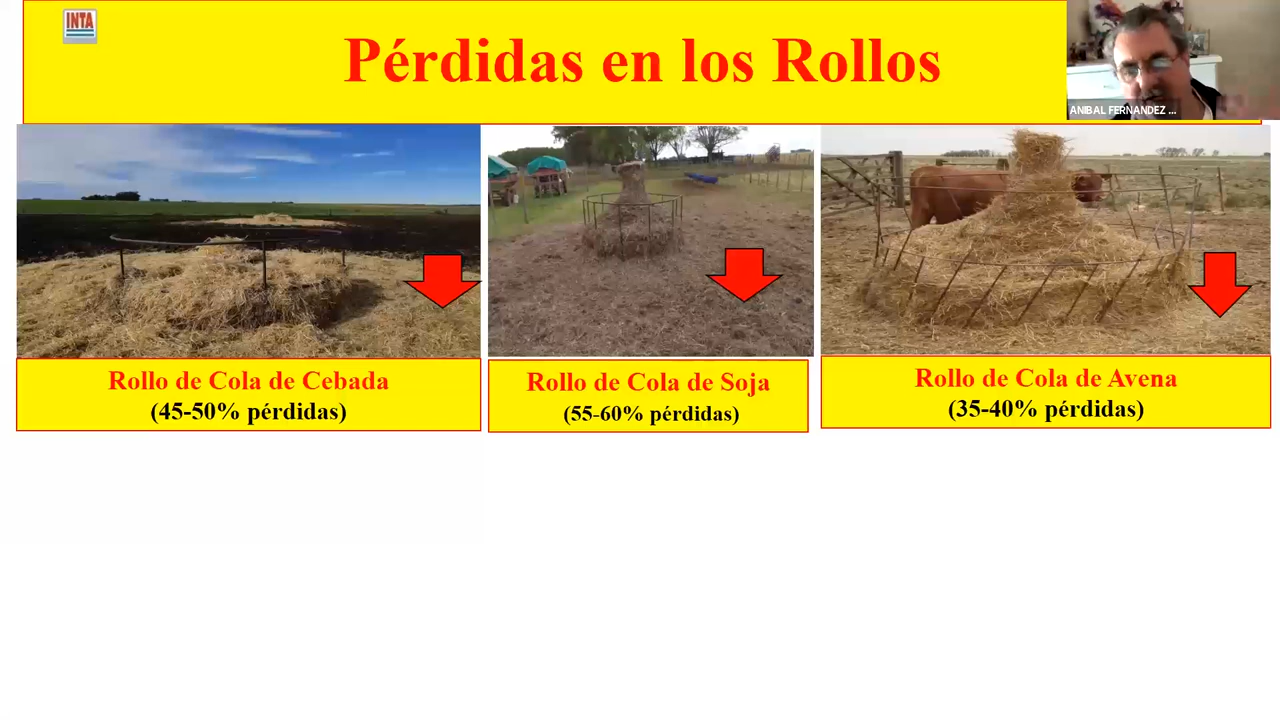 INTA
Pérdidas en los Rollos
ANIBAL FERNANDEZ ...
Rollo de Cola de Cebada
(45-50% pérdidas)
Rollo de Cola de Soja
(55-60% pérdidas)
Rollo de Cola de Avena
(35-40% pérdidas)